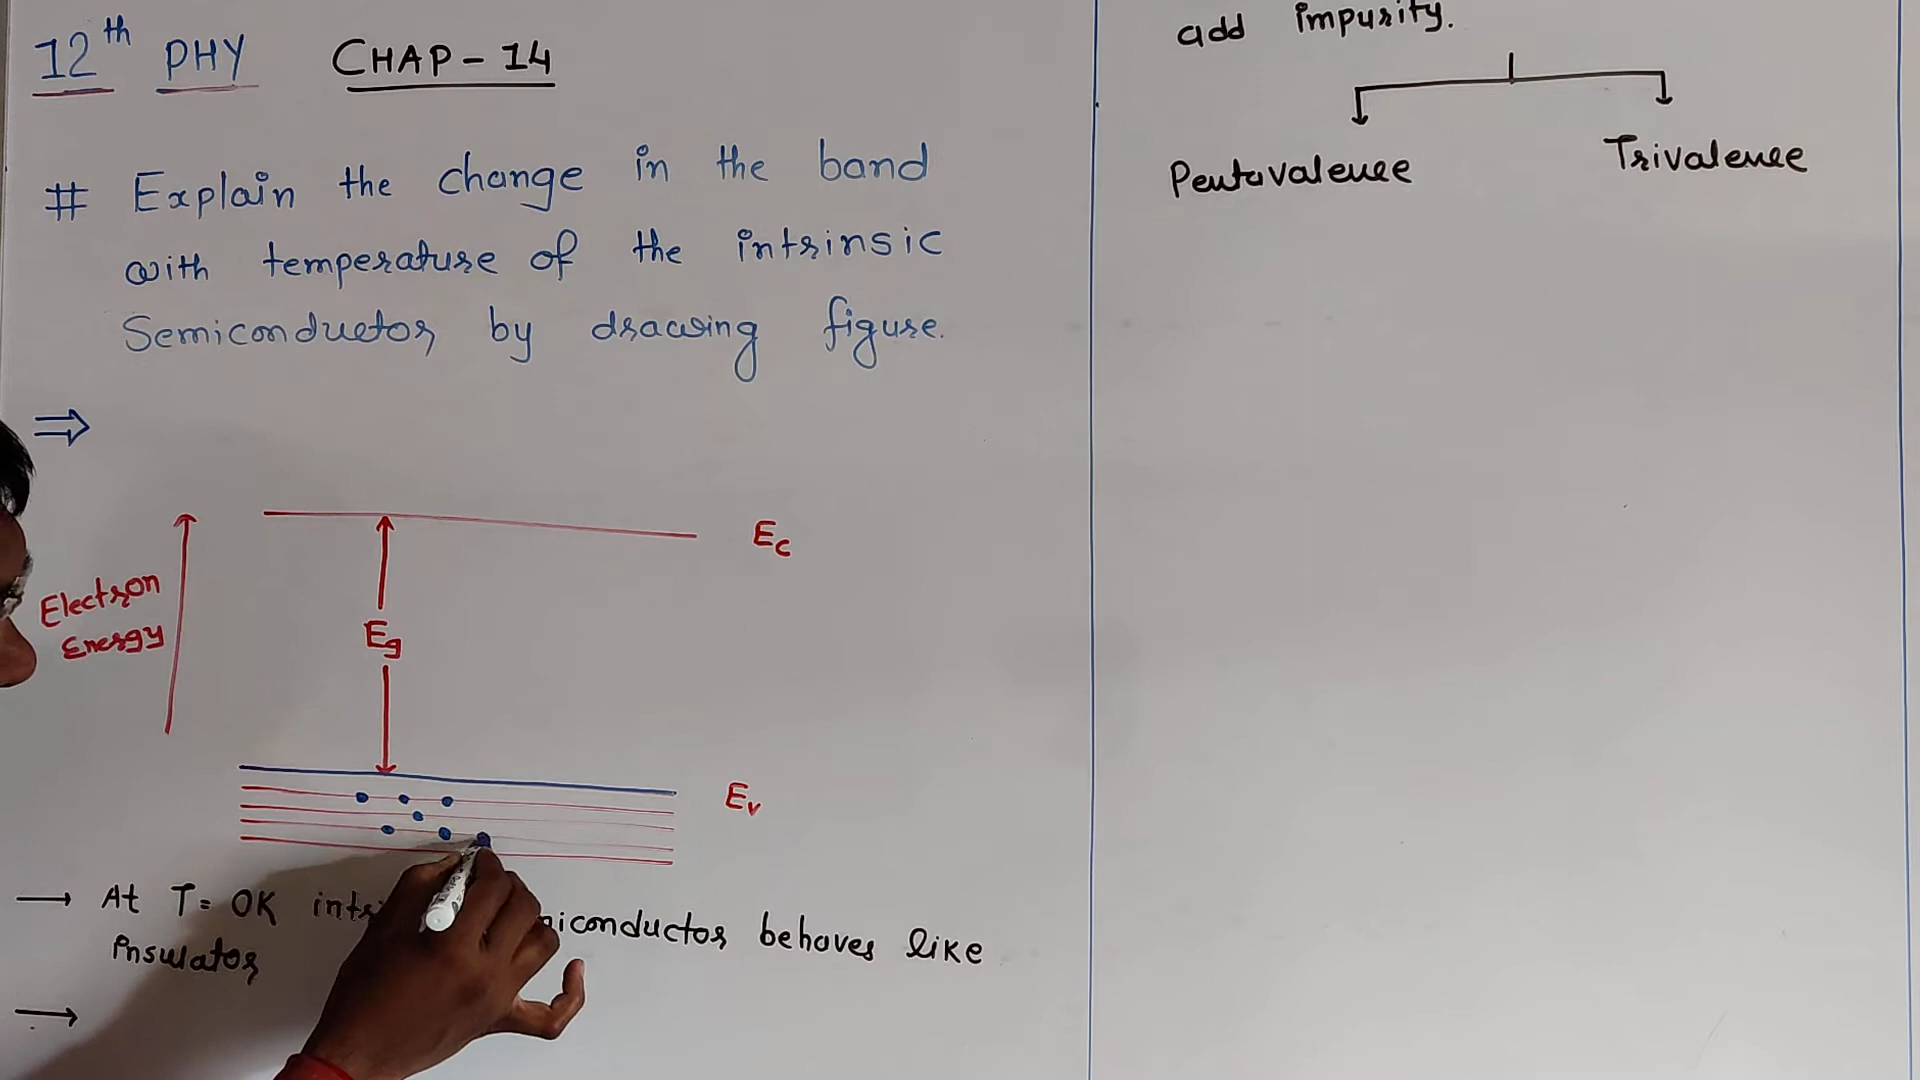 12th PHY CHAP-14
# Explain the change in the band
with temperature of the intrinsic
Semiconductor by drawing figure.
⇒
Ec
Electron
Energy
Eg
Ev
→ At T=0K behaves like
insulator
→
add impurity.
Pentavalence Trivalence